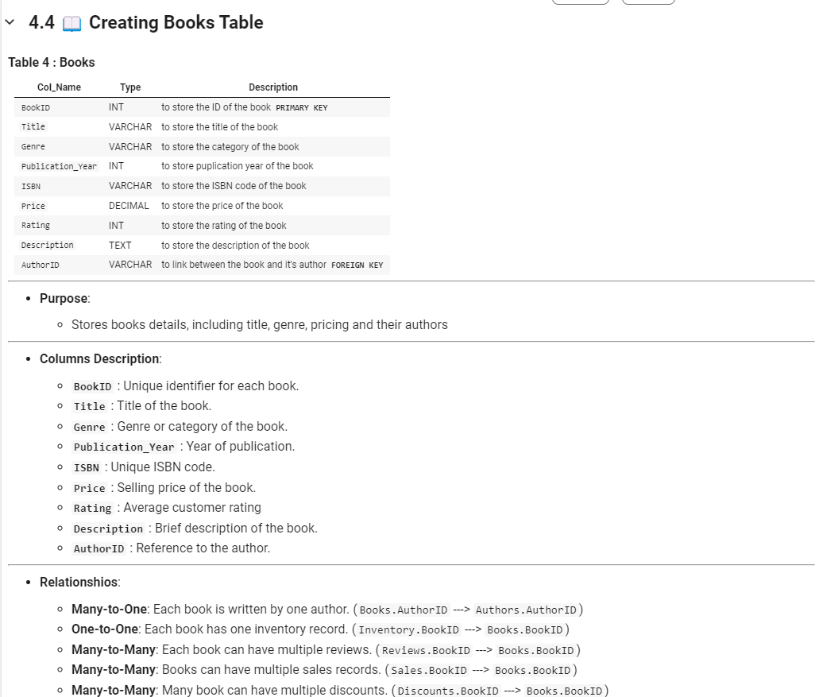 4.4 📖 Creating Books Table
Table 4 : Books
Col_Name Type Description
BookID INT to store the ID of the book PRIMARY KEY
Title VARCHAR to store the title of the book
Genre VARCHAR to store the category of the book
Publication_Year INT to store puplication year of the book
ISBN VARCHAR to store the ISBN code of the book
Price DECIMAL to store the price of the book
Rating INT to store the rating of the book
Description TEXT to store the description of the book
AuthorID VARCHAR to link between the book and it's author FOREIGN KEY
Purpose:
Stores books details, including title, genre, pricing and their authors
Columns Description:
BookID : Unique identifier for each book.
Title : Title of the book.
Genre : Genre or category of the book.
Publication_Year : Year of publication.
ISBN : Unique ISBN code.
Price : Selling price of the book.
Rating : Average customer rating
Description : Brief description of the book.
AuthorID : Reference to the author.
Relationshios:
Many-to-One: Each book is written by one author. ( Books.AuthorID ---> Authors.AuthorID )
One-to-One: Each book has one inventory record. ( Inventory.BookID ---> Books.BookID )
Many-to-Many: Each book can have multiple reviews. ( Reviews.BookID ---> Books.BookID )
Many-to-Many: Books can have multiple sales records. ( Sales.BookID ---> Books.BookID )
Many-to-Many: Many book can have multiple discounts. ( Discounts.BookID ---> Books.BookID )